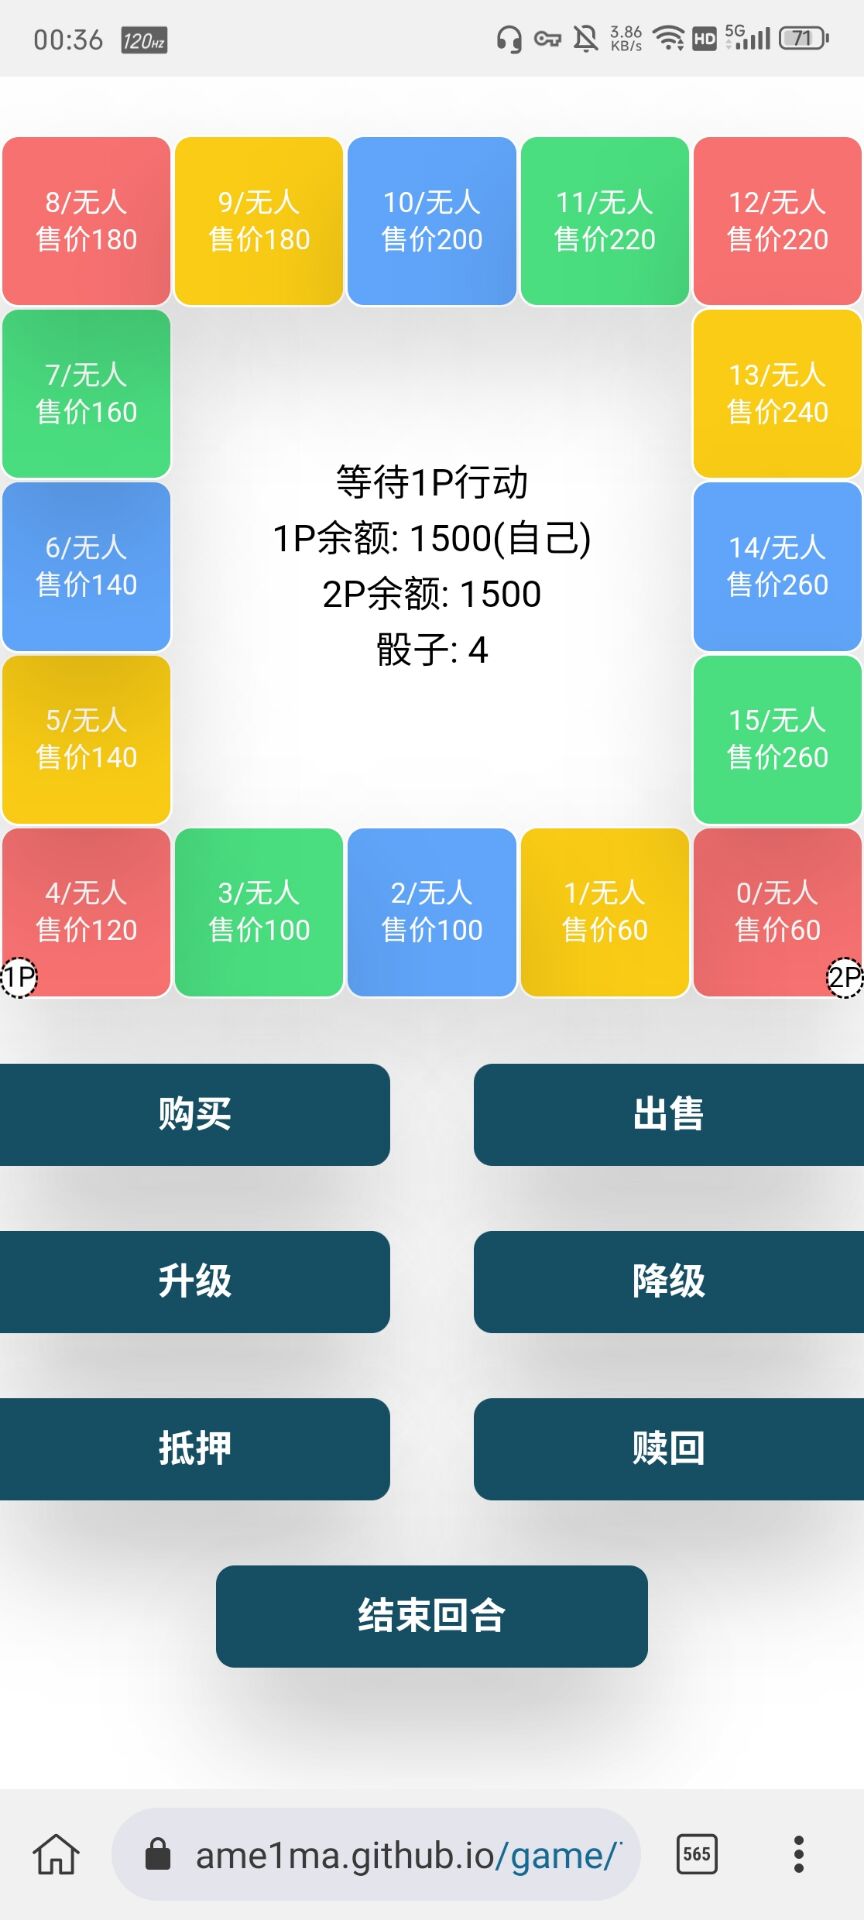 00:36 120HZ 3.86 KB/s HD 5G 71
8/无人
售价180
9/无人
售价180
10/无人
售价200
11/无人
售价220
12/无人
售价220
7/无人
售价160
13/无人
售价240
6/无人
售价140
14/无人
售价260
5/无人
售价140
15/无人
售价260
等待1P行动
1P余额: 1500(自己)
2P余额: 1500
骰子: 4
4/无人
售价120
3/无人
售价100
2/无人
售价100
1/无人
售价60
0/无人
售价60
1P
2P
购买
出售
升级
降级
抵押
赎回
结束回合
ame1ma.github.io/game/
565